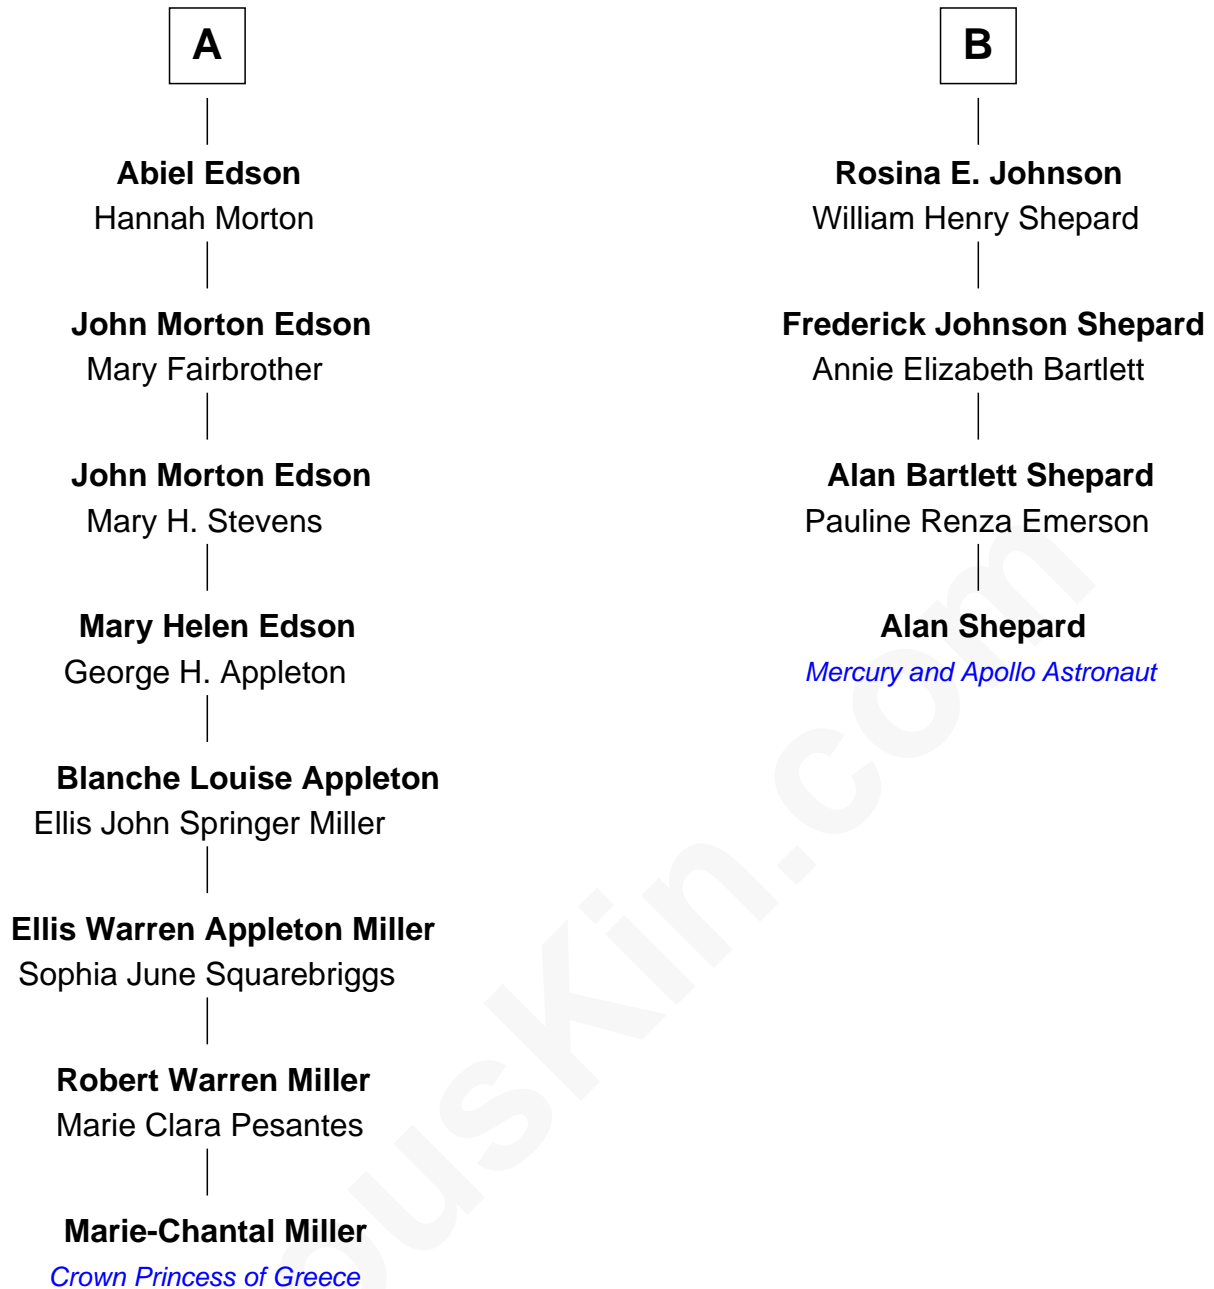 A
Abiel Edson
Hannah Morton
John Morton Edson
Mary Fairbrother
John Morton Edson
Mary H. Stevens
Mary Helen Edson
George H. Appleton
Blanche Louise Appleton
Ellis John Springer Miller
Ellis Warren Appleton Miller
Sophia June Squarebriggs
Robert Warren Miller
Marie Clara Pesantes
Marie-Chantal Miller
Crown Princess of Greece
B
Rosina E. Johnson
William Henry Shepard
Frederick Johnson Shepard
Annie Elizabeth Bartlett
Alan Bartlett Shepard
Pauline Renza Emerson
Alan Shepard
Mercury and Apollo Astronaut
ousKin.com